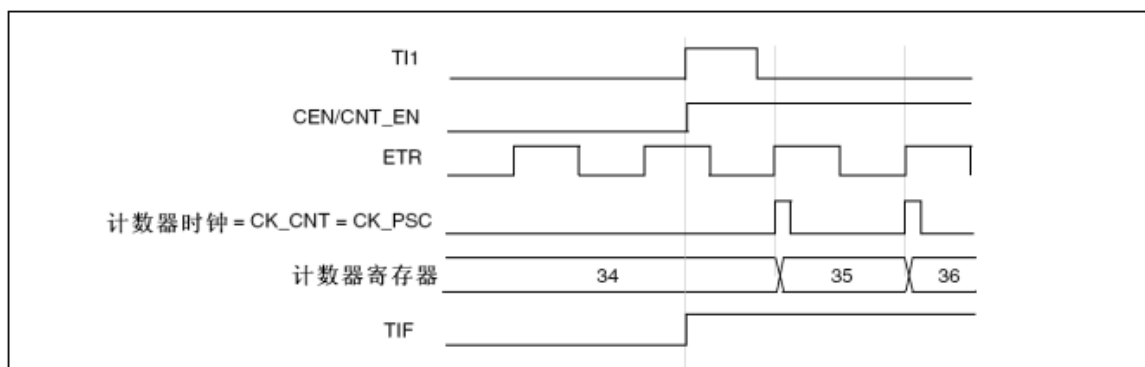 TI1
CEN/CNT_EN
ETR
计数器时钟 = CK_CNT = CK_PSC
计数器寄存器 34 35 36
TIF